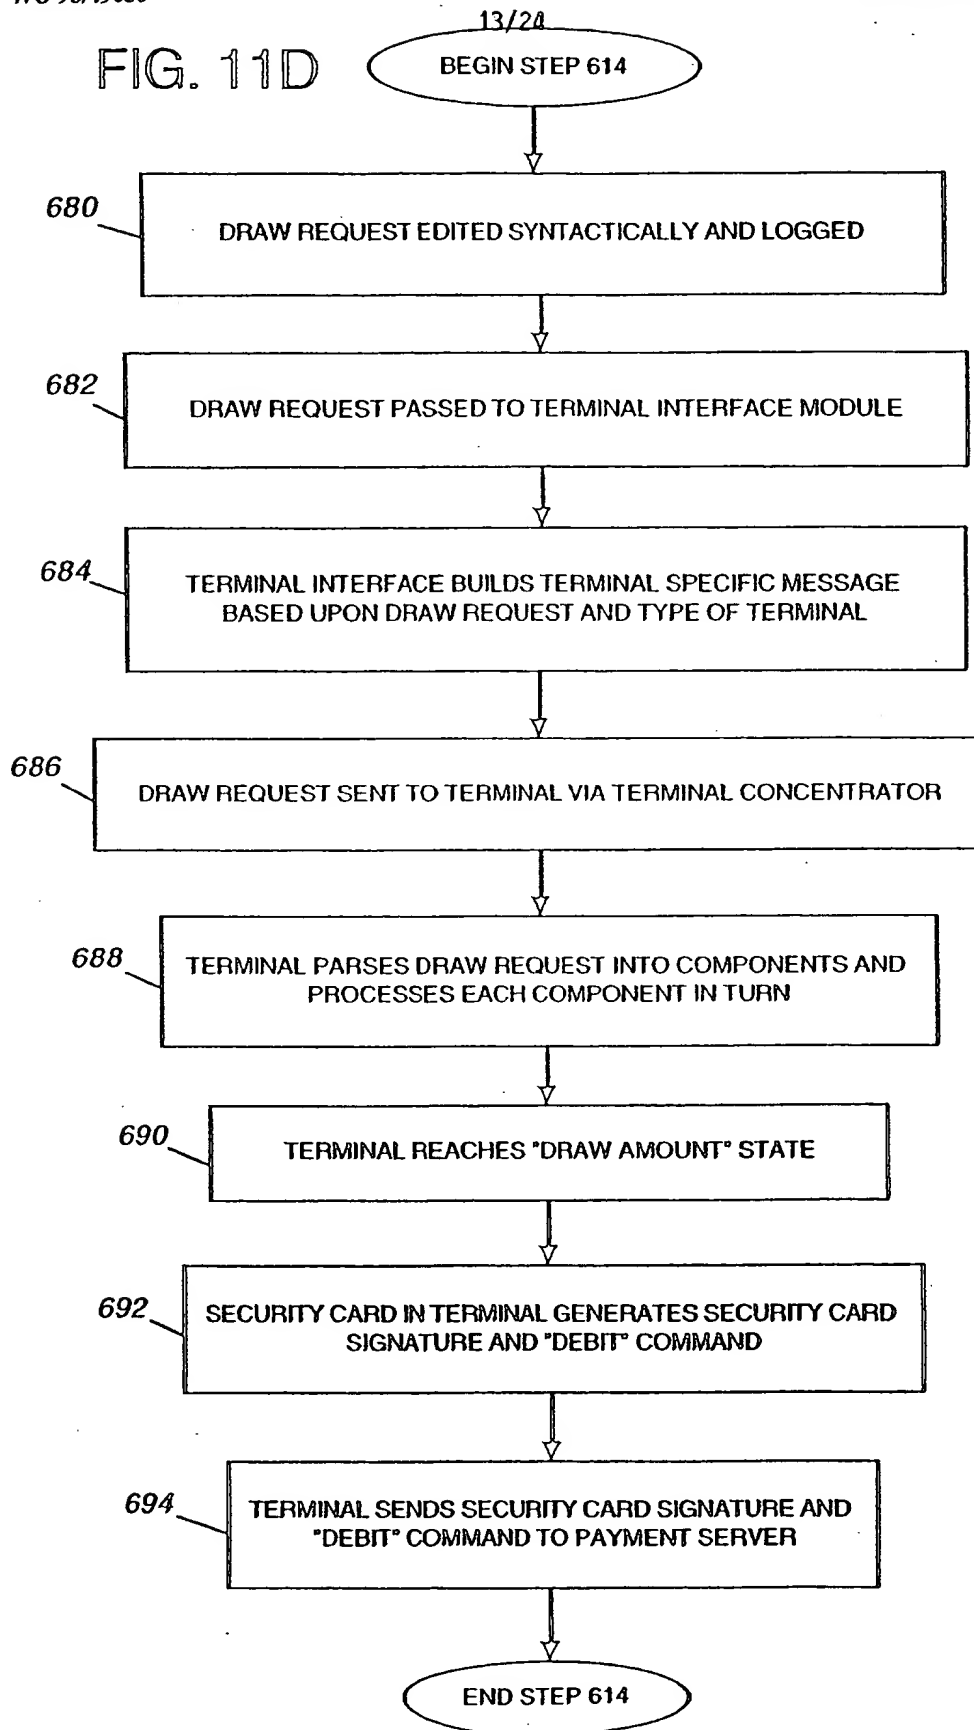 13/24
FIG. 11D
BEGIN STEP 614
680
DRAW REQUEST EDITED SYNTACTICALLY AND LOGGED
682
DRAW REQUEST PASSED TO TERMINAL INTERFACE MODULE
684
TERMINAL INTERFACE BUILDS TERMINAL SPECIFIC MESSAGE
BASED UPON DRAW REQUEST AND TYPE OF TERMINAL
686
DRAW REQUEST SENT TO TERMINAL VIA TERMINAL CONCENTRATOR
688
TERMINAL PARSES DRAW REQUEST INTO COMPONENTS AND
PROCESSES EACH COMPONENT IN TURN
690
TERMINAL REACHES "DRAW AMOUNT" STATE
692
SECURITY CARD IN TERMINAL GENERATES SECURITY CARD
SIGNATURE AND "DEBIT" COMMAND
694
TERMINAL SENDS SECURITY CARD SIGNATURE AND
"DEBIT" COMMAND TO PAYMENT SERVER
END STEP 614